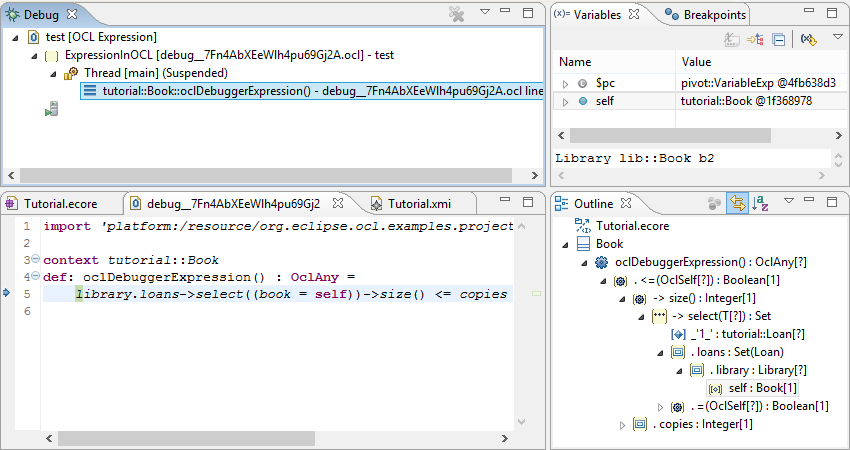 Debug
test [OCL Expression]
ExpressionInOCL [debug__7Fn4AbXEeWlh4pu69Gj2A.ocl] - test
Thread [main] (Suspended)
tutorial::Book::oclDebuggerExpression() - debug__7Fn4AbXEeWlh4pu69Gj2A.ocl line
(x)= Variables
Breakpoints
Name Value
$pc pivot::VariableExp @4fb638d3
self tutorial::Book @1f368978
Library lib::Book b2
Tutorial.ecore
debug__7Fn4AbXEeWlh4pu69Gj2
Tutorial.xmi
1 import 'platform:/resource/org.eclipse.ocl.examples.project
2
3 context tutorial::Book
4 def: oclDebuggerExpression() : OclAny =
5 library.loans->select((book = self))->size() <= copies
6
Outline
Tutorial.ecore
Book
oclDebuggerExpression() : OclAny[?]
. <=(OclSelf[?]) : Boolean[1]
-> size() : Integer[1]
-> select(T[?]) : Set
_'1_' : tutorial::Loan[?]
. loans : Set(Loan)
. library : Library[?]
self : Book[1]
. =(OclSelf[?]) : Boolean[1]
. copies : Integer[1]